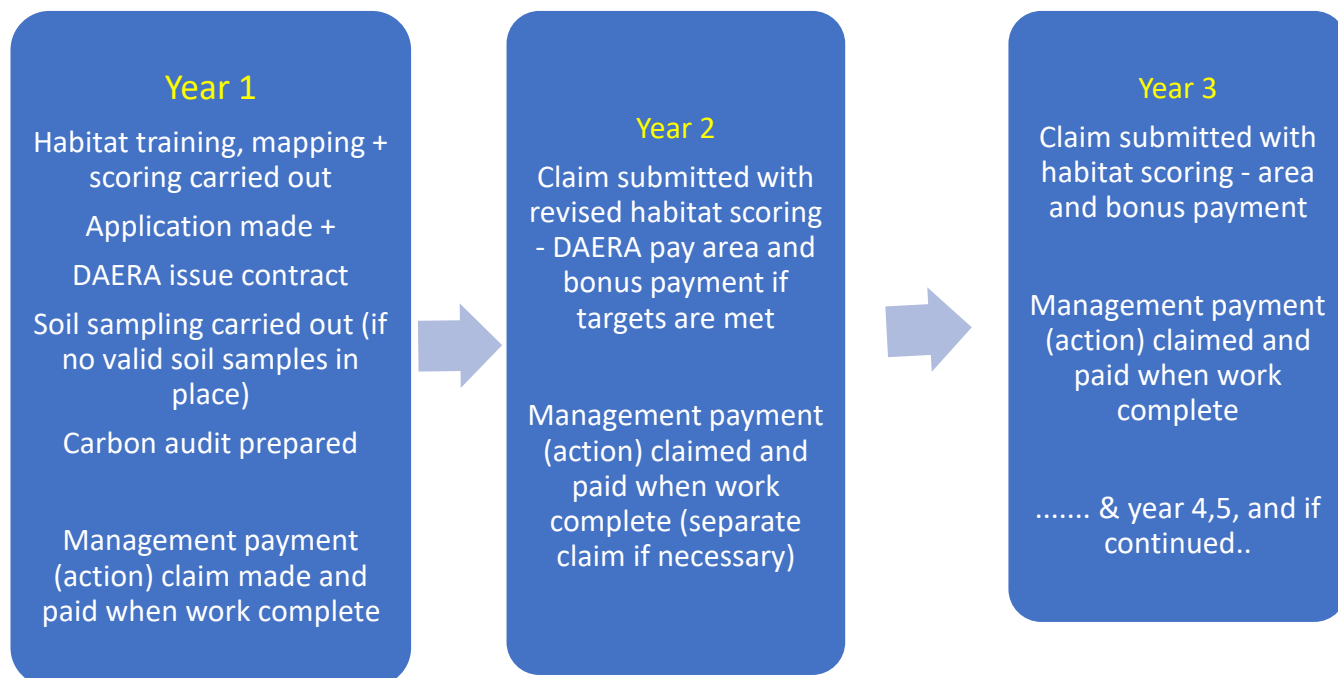 Year 1
Habitat training, mapping +
scoring carried out
Application made +
DAERA issue contract
Soil sampling carried out (if
no valid soil samples in
place)
Carbon audit prepared
Management payment
(action) claim made and
paid when work complete
Year 2
Claim submitted with
revised habitat scoring
- DAERA pay area and
bonus payment if
targets are met
Management payment
(action) claimed and
paid when work
complete (separate
claim if necessary)
Year 3
Claim submitted with
habitat scoring - area
and bonus payment
Management payment
(action) claimed and
paid when work
complete
....... & year 4,5, and if
continued..